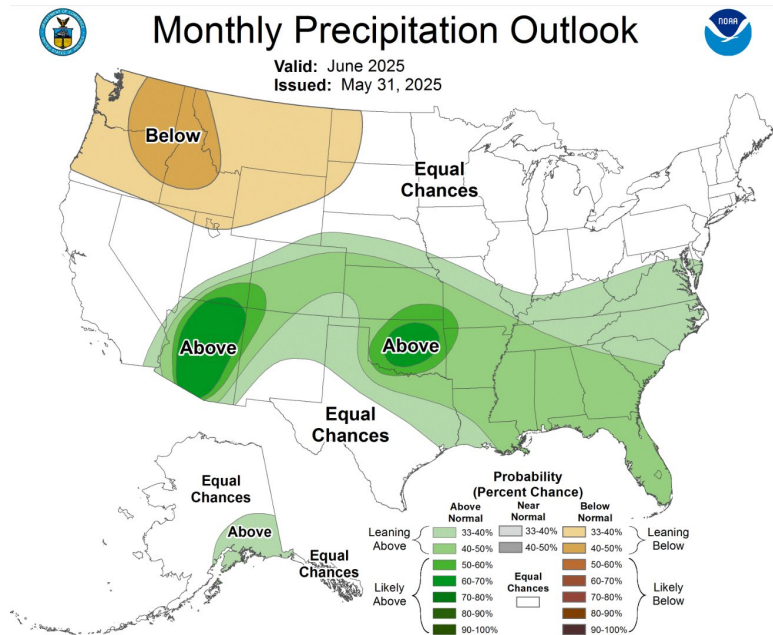 Monthly Precipitation Outlook
NOAA
Valid: June 2025
Issued: May 31, 2025
Below
Equal
Chances
Above
Above
Equal
Chances
Equal
Chances
Above
Equal
Chances
Probability
(Percent Chance)
Above
Normal
Near
Normal
Below
Normal
Leaning
Above
33-40%
33-40%
33-40%
Leaning
Below
40-50%
40-50%
40-50%
Likely
Above
50-60%
50-60%
Likely
Below
60-70%
Equal
Chances
60-70%
70-80%
70-80%
80-90%
80-90%
90-100%
90-100%